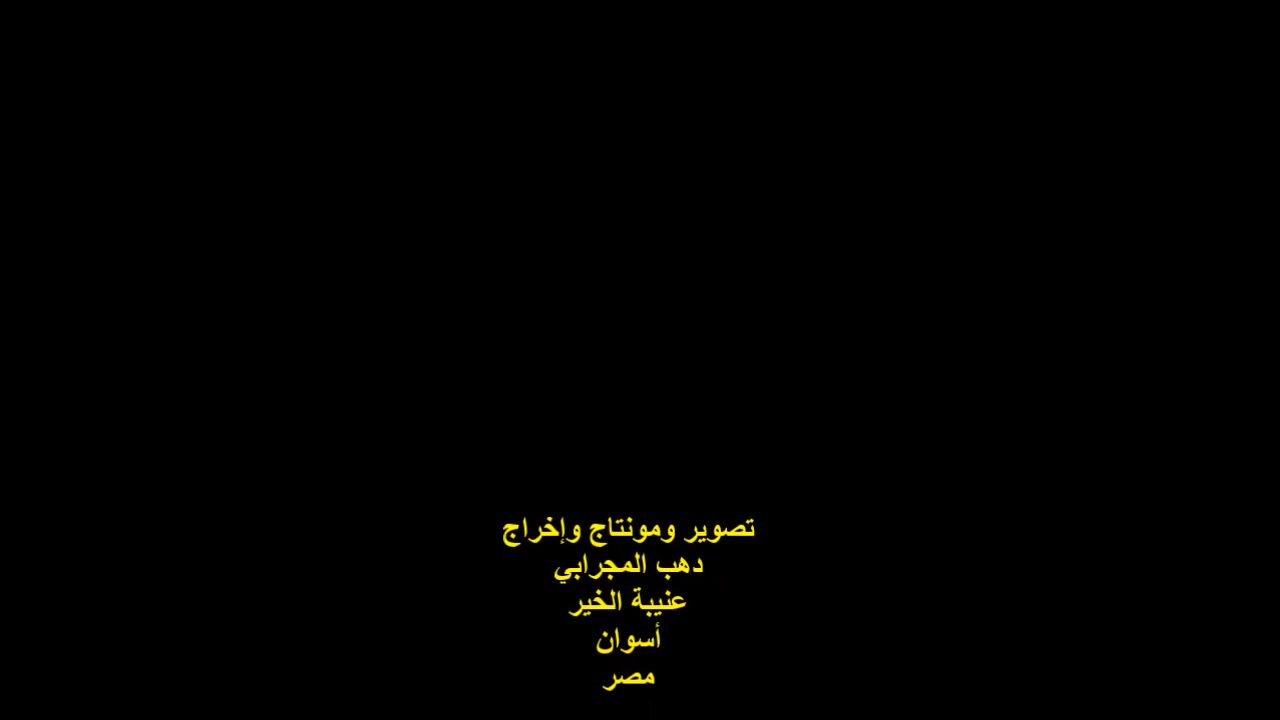 تصوير ومونتاج وإخراج
دهب المجرابي
عنيبة الخير
أسوان
مصر